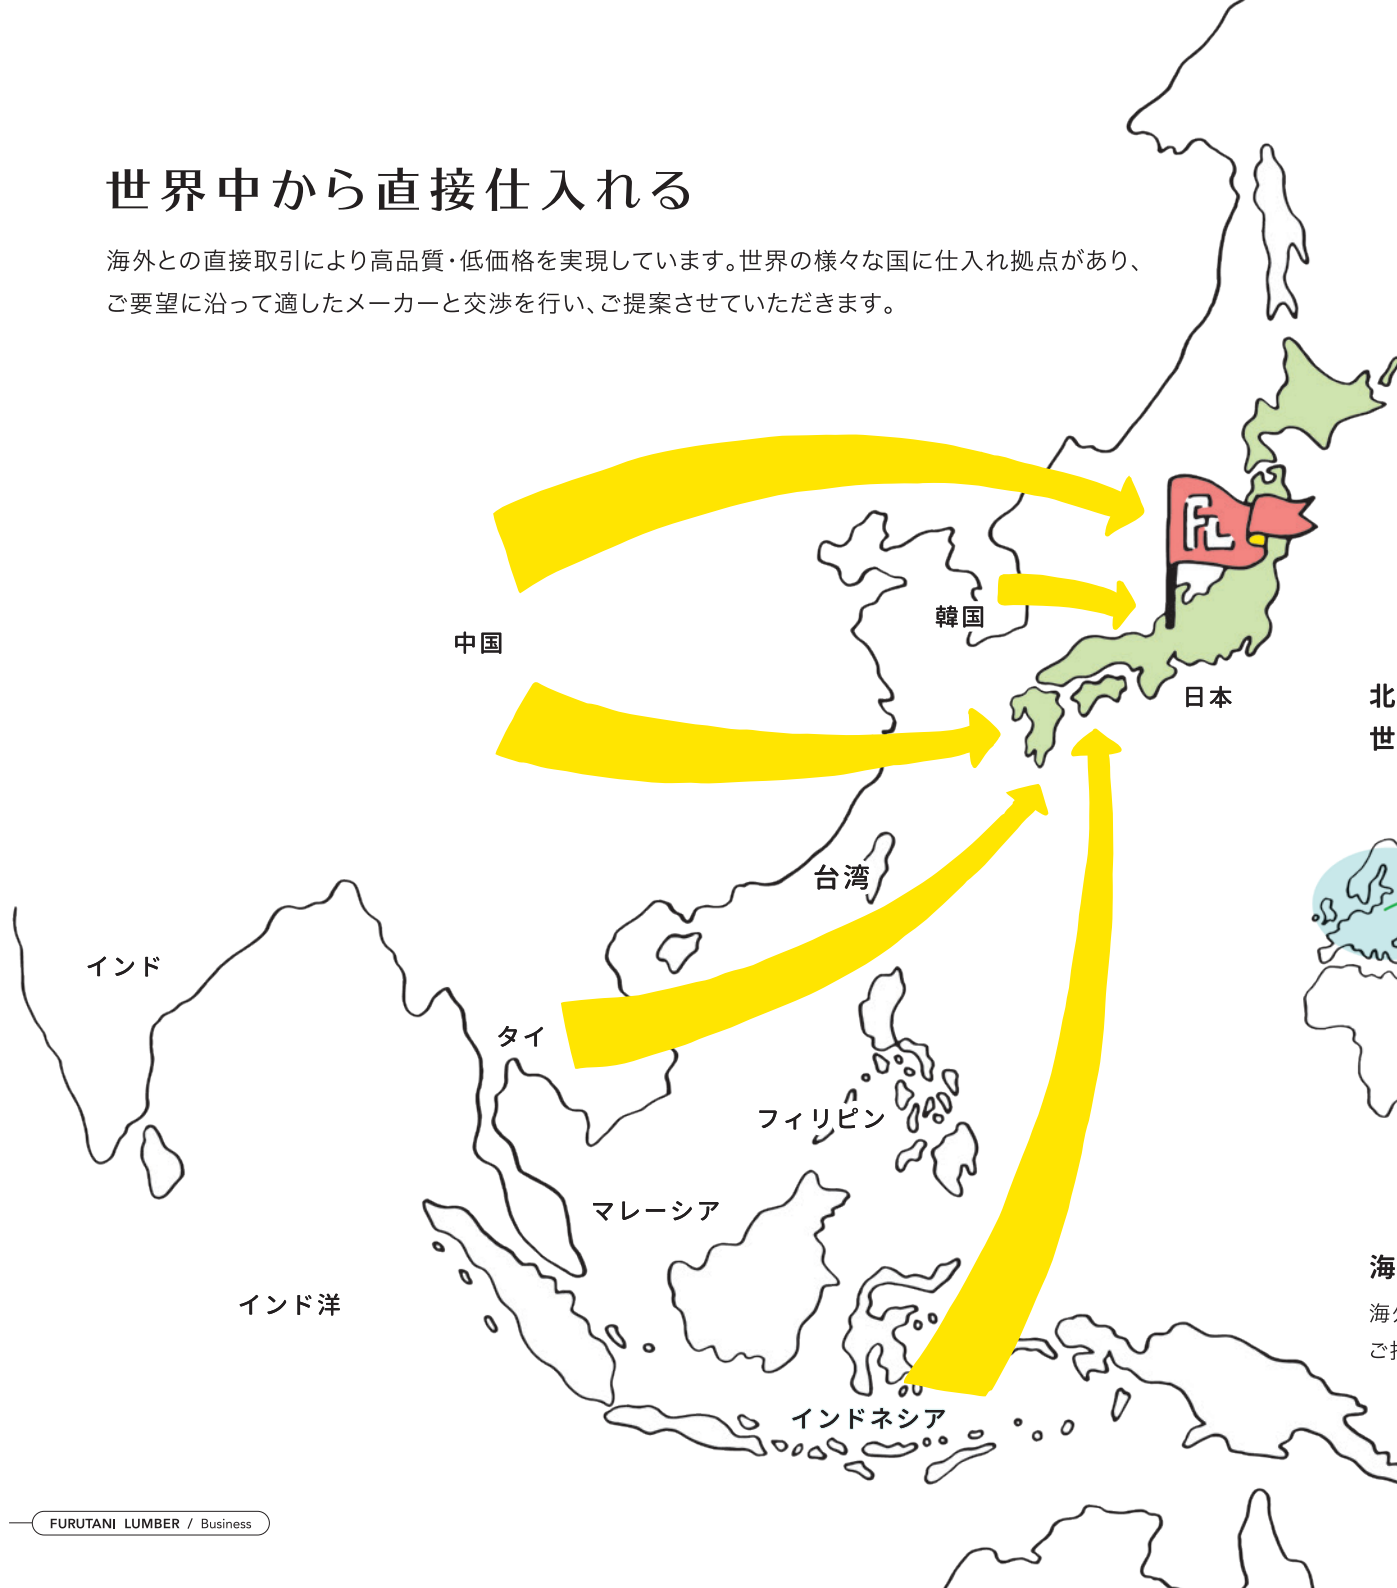 世界中から直接仕入れる
海外との直接取引により高品質・低価格を実現しています。世界の様々な国に仕入れ拠点があり、
ご要望に沿って適したメーカーと交渉を行い、ご提案させていただきます。
FL
韓国
中国
日本
北
世
台湾
インド
タイ
フィリピン
マレーシア
インド洋
海
海外
ご提
インドネシア
FURUTANI LUMBER / Business